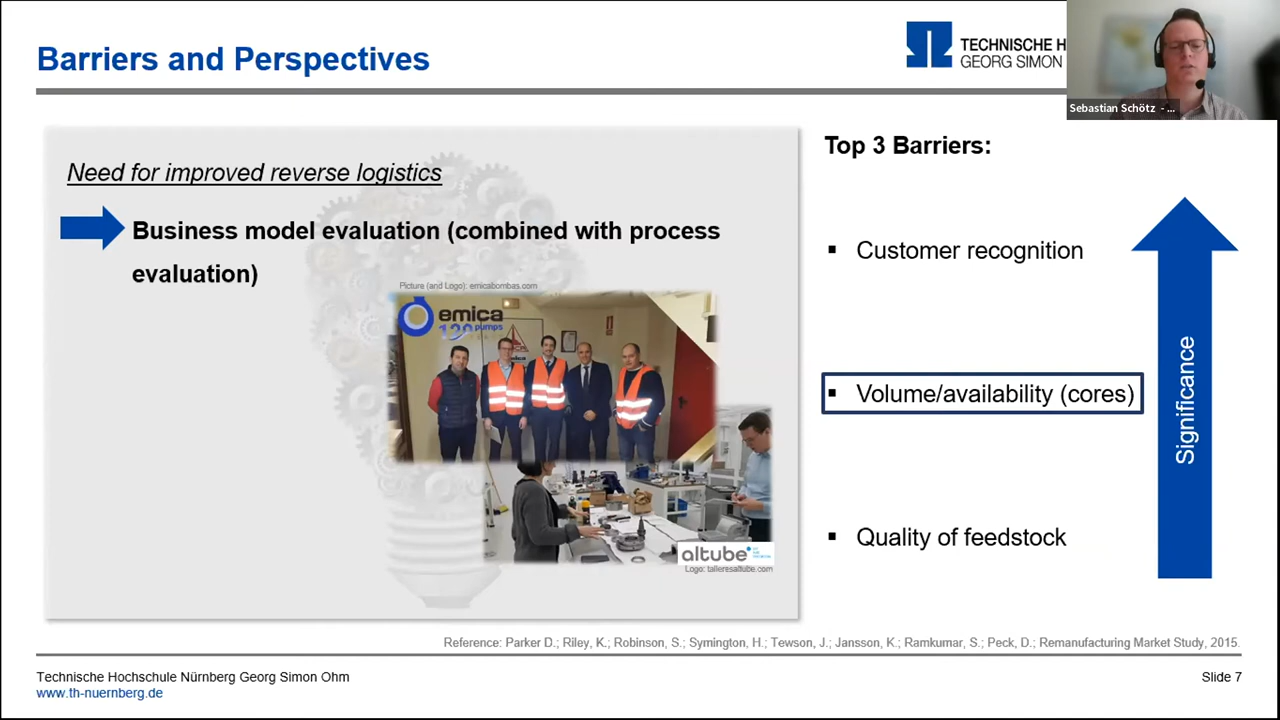 Barriers and Perspectives
TECHNISCHE H
GEORG SIMON
Sebastian Schötz - ...
Need for improved reverse logistics
Business model evaluation (combined with process
evaluation)
Picture (and Logo): emicabombas.com
emica
pumps
altube
Logo: talleresaltube.com
Top 3 Barriers:
▪ Customer recognition
▪ Volume/availability (cores)
▪ Quality of feedstock
Significance
Reference: Parker D.; Riley, K.; Robinson, S.; Symington, H.; Tewson, J.; Jansson, K.; Ramkumar, S.; Peck, D.; Remanufacturing Market Study, 2015.
Technische Hochschule Nürnberg Georg Simon Ohm
www.th-nuernberg.de
Slide 7